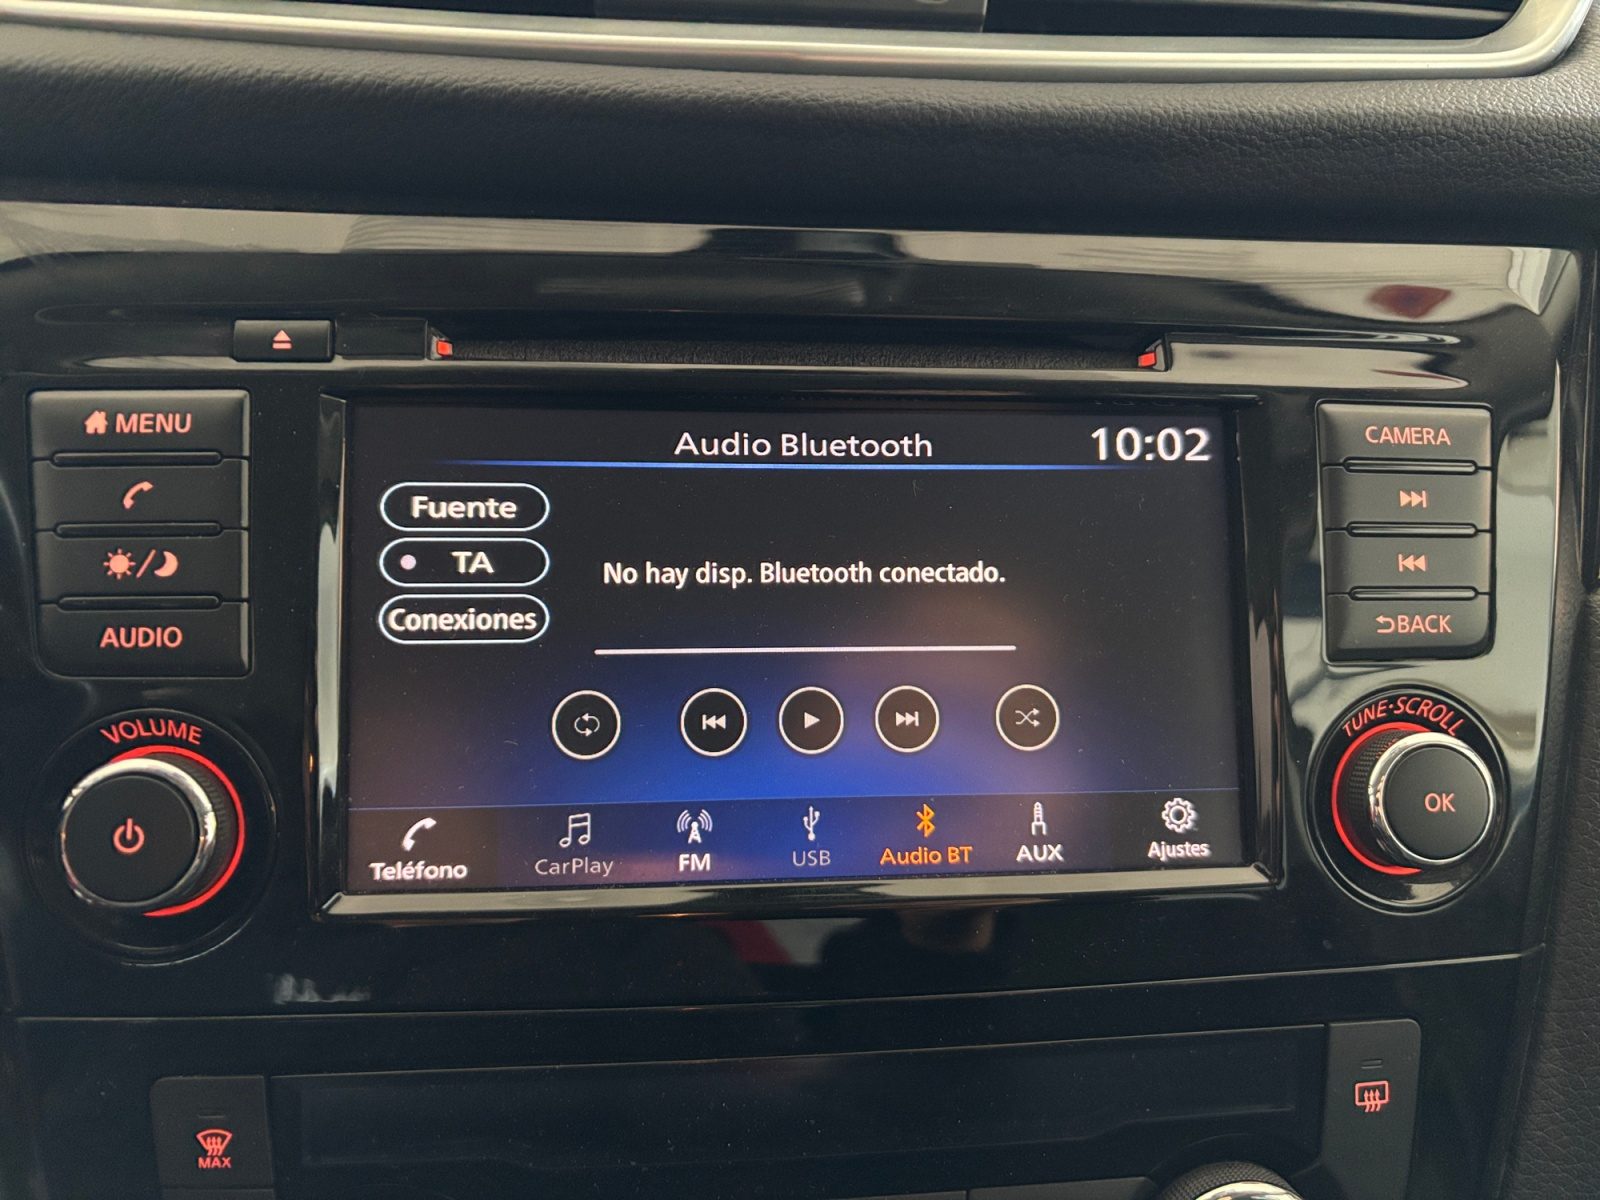 MENU
AUDIO
VOLUME
Audio Bluetooth
10:02
Fuente
TA
Conexiones
No hay disp. Bluetooth conectado.
Teléfono
CarPlay
FM
USB
Audio BT
AUX
Ajustes
CAMERA
BACK
TUNE·SCROLL
OK
MAX